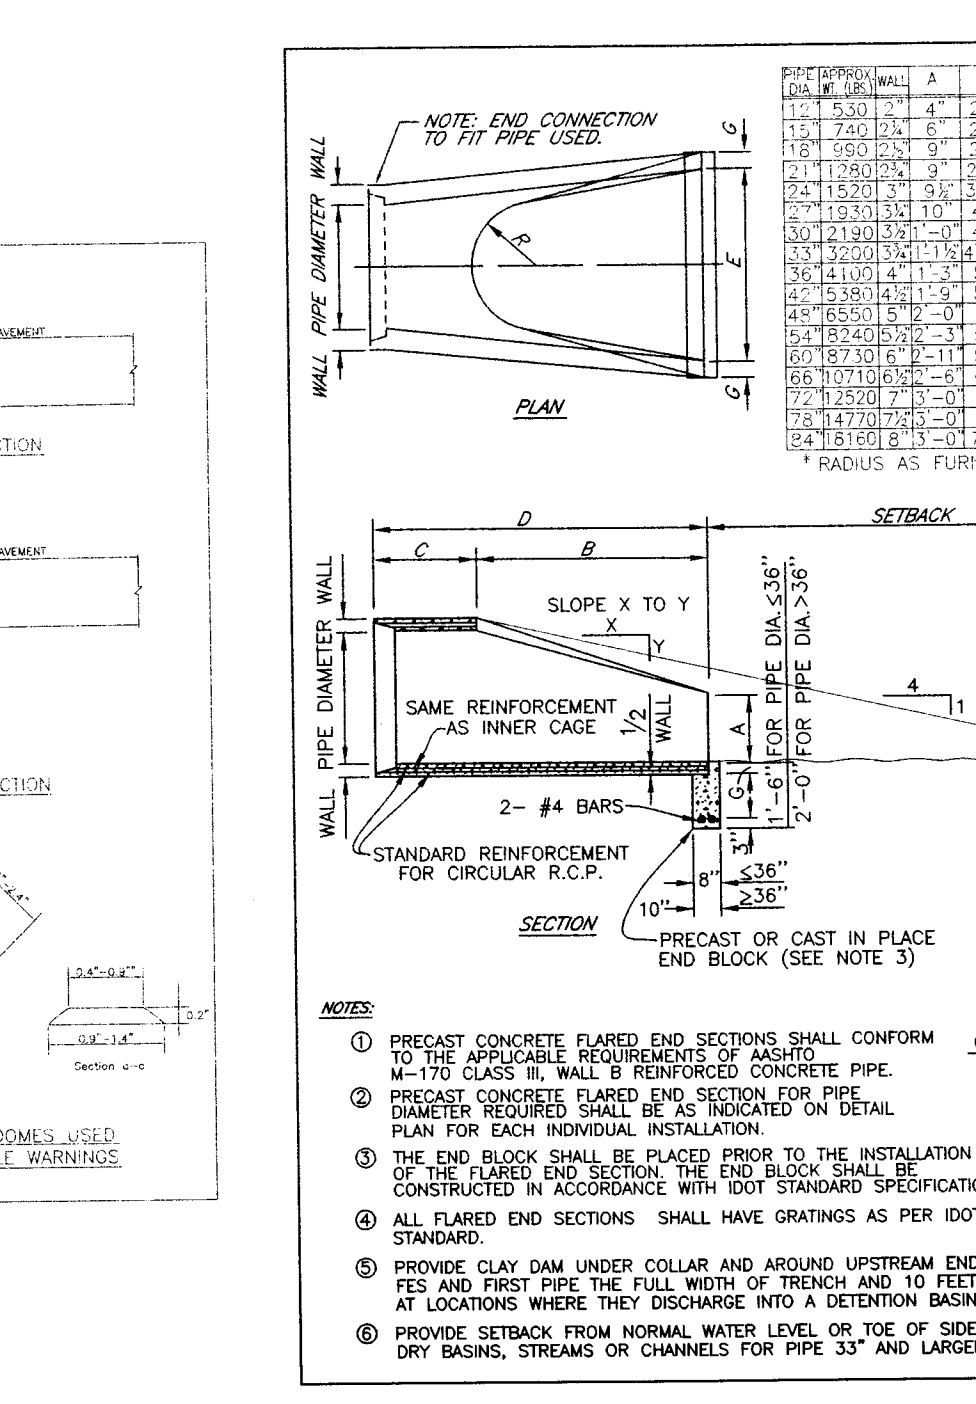 AVEMENT
CTION
AVEMENT
CTION
0.4"-0.9"
0.2"
0.9"-1.4"
Section c-c
DOMES USED
LE WARNINGS
NOTE: END CONNECTION
TO FIT PIPE USED.
WALL PIPE DIAMETER WALL
R
E
G
G
PLAN
PIPE DIA. APPROX. WT. (LBS.) WALL A
12" 530 2" 4" 2
15" 740 2¼" 6" 2
18" 990 2½" 9" 2
21" 1280 2¾" 9" 2
24" 1520 3" 9½" 3
27" 1930 3¼" 10" 4
30" 2190 3½" 1'-0" 4
33" 3200 3¾" 1'-1½" 4
36" 4100 4" 1'-3"
42" 5380 4½" 1'-9"
48" 6550 5" 2'-0"
54" 8240 5½" 2'-3"
60" 8730 6" 2'-11"
66" 10710 6½" 2'-6"
72" 12520 7" 3'-0"
78" 14770 7½" 3'-0"
84" 18160 8" 3'-0" 7
* RADIUS AS FURN
D
SETBACK
C
B
SLOPE X TO Y
X
Y
WALL PIPE DIAMETER WALL
SAME REINFORCEMENT
AS INNER CAGE
1/2
WALL
A
G
3"
1'-6" FOR PIPE DIA.≤36"
2'-0" FOR PIPE DIA.>36"
4
1
2- #4 BARS
STANDARD REINFORCEMENT
FOR CIRCULAR R.C.P.
8" ≤36"
10" ≥36"
SECTION
PRECAST OR CAST IN PLACE
END BLOCK (SEE NOTE 3)
NOTES:
① PRECAST CONCRETE FLARED END SECTIONS SHALL CONFORM
TO THE APPLICABLE REQUIREMENTS OF AASHTO
M-170 CLASS III, WALL B REINFORCED CONCRETE PIPE.
② PRECAST CONCRETE FLARED END SECTION FOR PIPE
DIAMETER REQUIRED SHALL BE AS INDICATED ON DETAIL
PLAN FOR EACH INDIVIDUAL INSTALLATION.
③ THE END BLOCK SHALL BE PLACED PRIOR TO THE INSTALLATION
OF THE FLARED END SECTION. THE END BLOCK SHALL BE
CONSTRUCTED IN ACCORDANCE WITH IDOT STANDARD SPECIFICATIO
④ ALL FLARED END SECTIONS SHALL HAVE GRATINGS AS PER IDOT
STANDARD.
⑤ PROVIDE CLAY DAM UNDER COLLAR AND AROUND UPSTREAM END
FES AND FIRST PIPE THE FULL WIDTH OF TRENCH AND 10 FEET
AT LOCATIONS WHERE THEY DISCHARGE INTO A DETENTION BASIN
⑥ PROVIDE SETBACK FROM NORMAL WATER LEVEL OR TOE OF SIDE
DRY BASINS, STREAMS OR CHANNELS FOR PIPE 33" AND LARGER